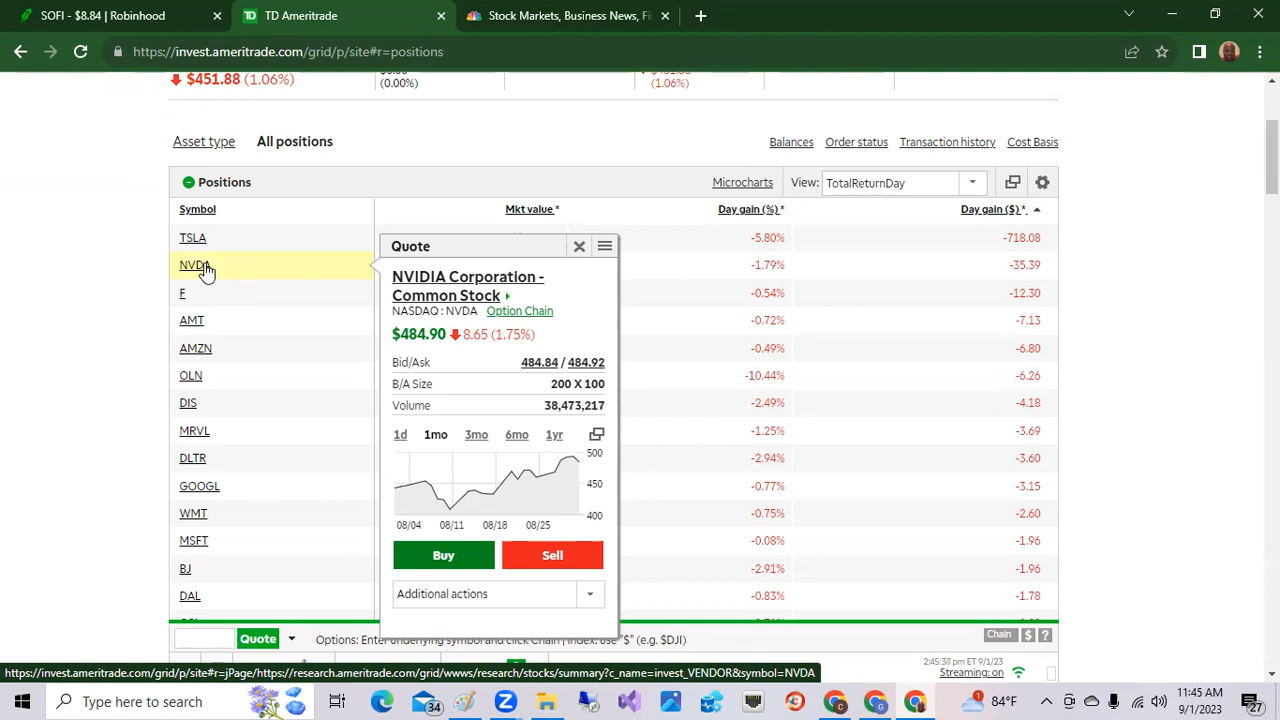 SOFI - $8.84 | Robinhood
TD Ameritrade
Stock Markets, Business News, Fi
https://invest.ameritrade.com/grid/p/site#r=positions
$451.88 (1.06%)
(0.00%)
(1.06%)
Asset type All positions Balances Order status Transaction history Cost Basis
Positions Microcharts View: TotalReturnDay
Symbol Mkt value * Day gain (%) * Day gain ($) *
TSLA -5.80% -718.08
NVDA -1.79% -35.39
F -0.54% -12.30
AMT -0.72% -7.13
AMZN -0.49% -6.80
OLN -10.44% -6.26
DIS -2.49% -4.18
MRVL -1.25% -3.69
DLTR -2.94% -3.60
GOOGL -0.77% -3.15
WMT -0.75% -2.60
MSFT -0.08% -1.96
BJ -2.91% -1.96
DAL -0.83% -1.78
Quote
NVIDIA Corporation -
Common Stock
NASDAQ : NVDA Option Chain
$484.90 8.65 (1.75%)
Bid/Ask 484.84 / 484.92
B/A Size 200 X 100
Volume 38,473,217
1d 1mo 3mo 6mo 1yr
500
450
400
08/04 08/11 08/18 08/25
Buy Sell
Additional actions
Quote Options: Enter underlying symbol and click Chain | Index: use "$" (e.g. $DJI) Chain $ ?
2:45:3 pm ET 9/1/23
Streaming: on
https://invest.ameritrade.com/grid/p/site#r=jPage/https://research.ameritrade.com/grid/wwws/research/stocks/summary?c_name=invest_VENDOR&symbol=NVDA
Type here to search 34 84°F 11:45 AM
9/1/2023 27